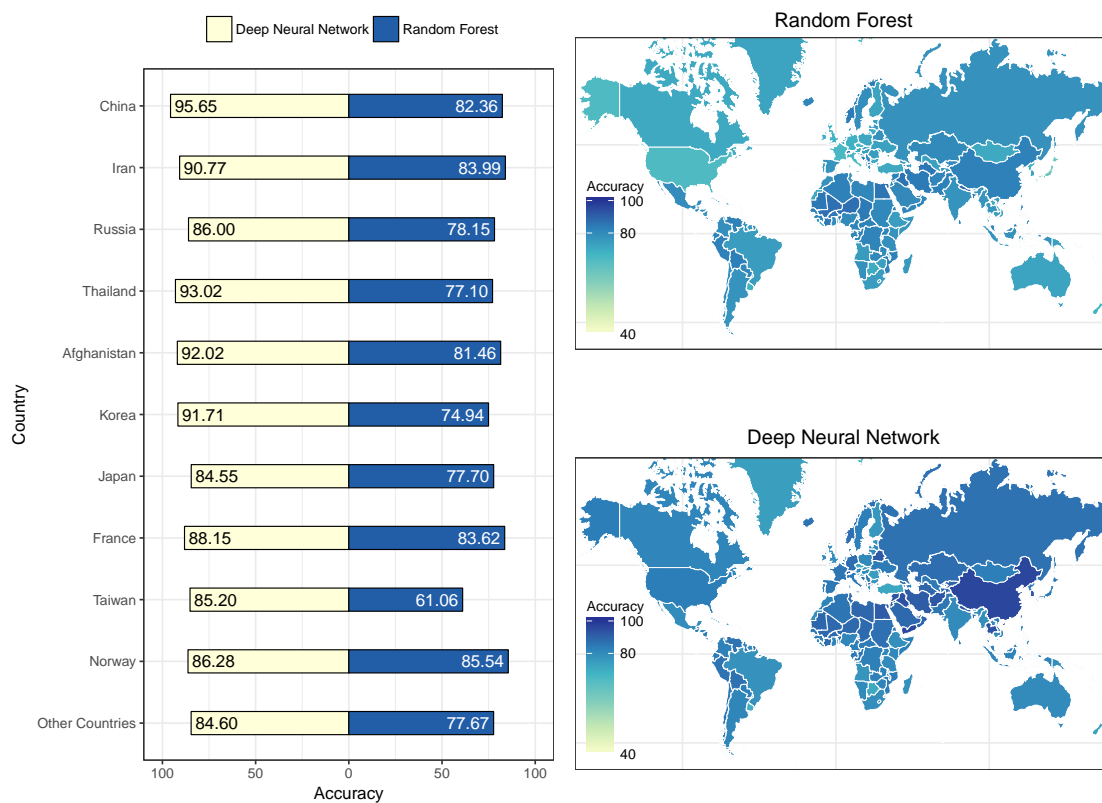 Deep Neural Network Random Forest
Country
China 95.65 82.36
Iran 90.77 83.99
Russia 86.00 78.15
Thailand 93.02 77.10
Afghanistan 92.02 81.46
Korea 91.71 74.94
Japan 84.55 77.70
France 88.15 83.62
Taiwan 85.20 61.06
Norway 86.28 85.54
Other Countries 84.60 77.67
100 50 0 50 100
Accuracy
Random Forest
Accuracy
100
80
40
Deep Neural Network
Accuracy
100
80
40